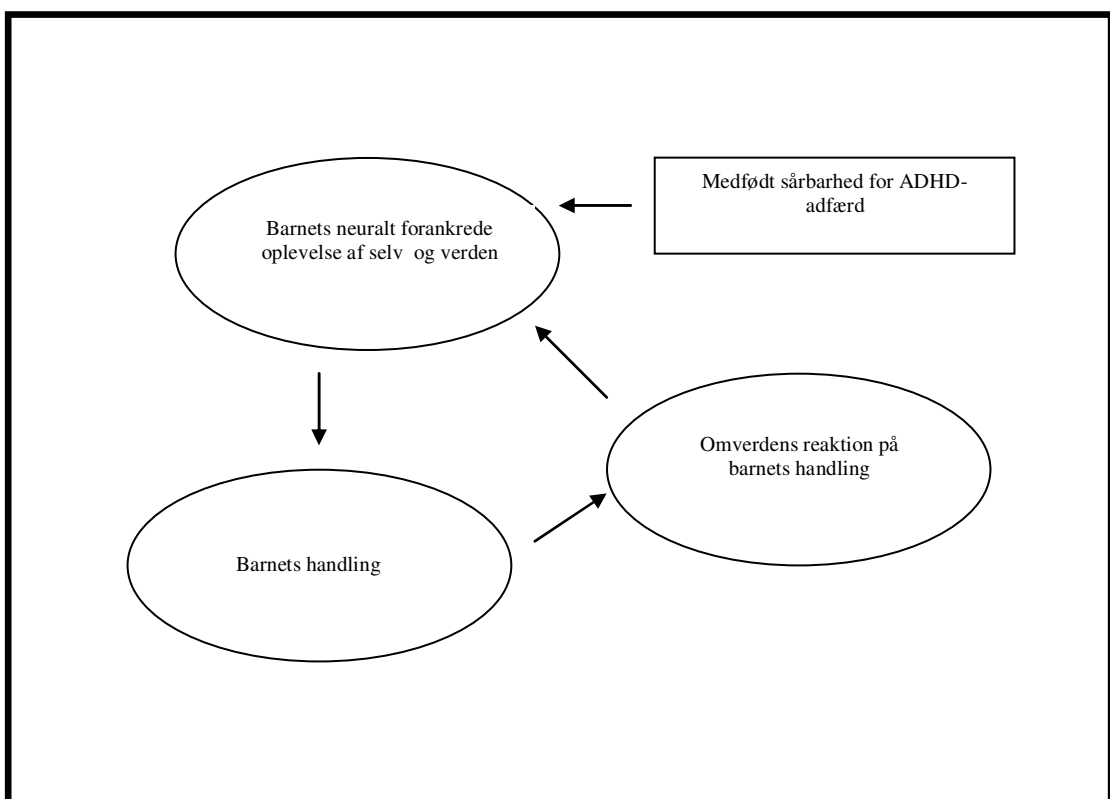 Medfødt sårbarhed for ADHD-
adfærd
Barnets neuralt forankrede
oplevelse af selv og verden
Omverdens reaktion på
barnets handling
Barnets handling